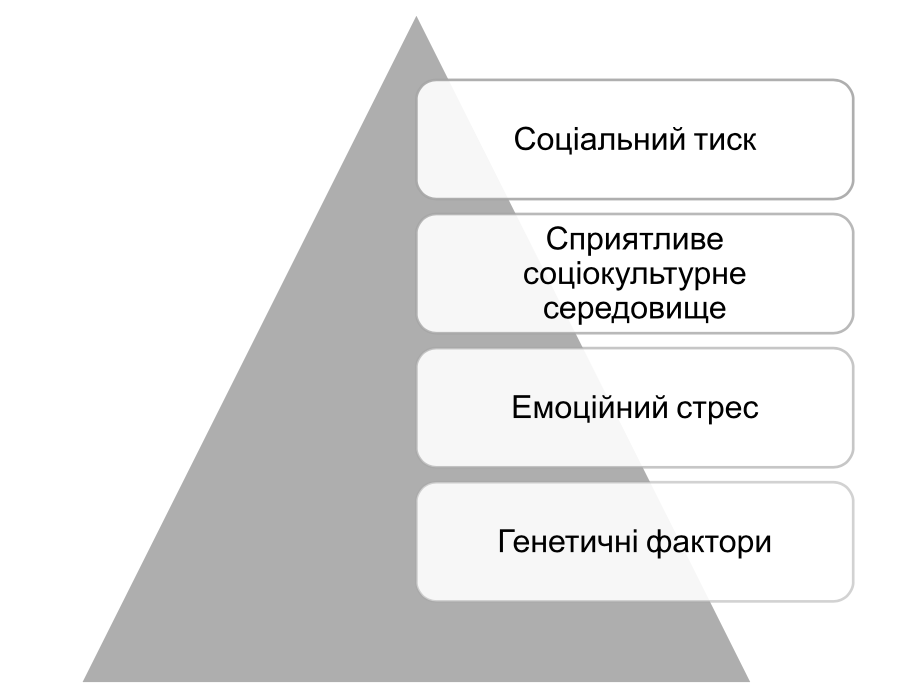 Соціальний тиск
Сприятливе
соціокультурне
середовище
Емоційний стрес
Генетичні фактори